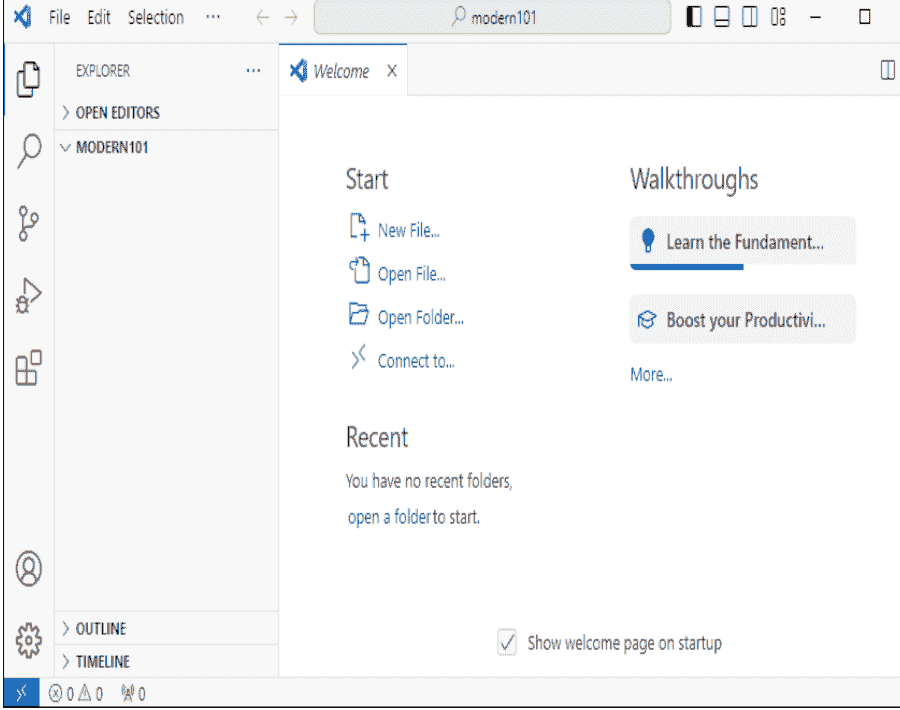 File Edit Selection ··· modern101
EXPLORER ···
Welcome
OPEN EDITORS
MODERN101
Start
New File...
Open File...
Open Folder...
Connect to...
Recent
You have no recent folders,
open a folder to start.
Walkthroughs
Learn the Fundament...
Boost your Productivi...
More...
Show welcome page on startup
OUTLINE
TIMELINE
0 0 0